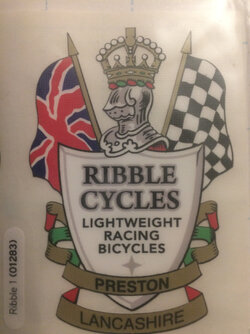 RIBBLE
CYCLES
LIGHTWEIGHT
RACING
BICYCLES
PRESTON
LANCASHIRE
Ribble 1 (01283)